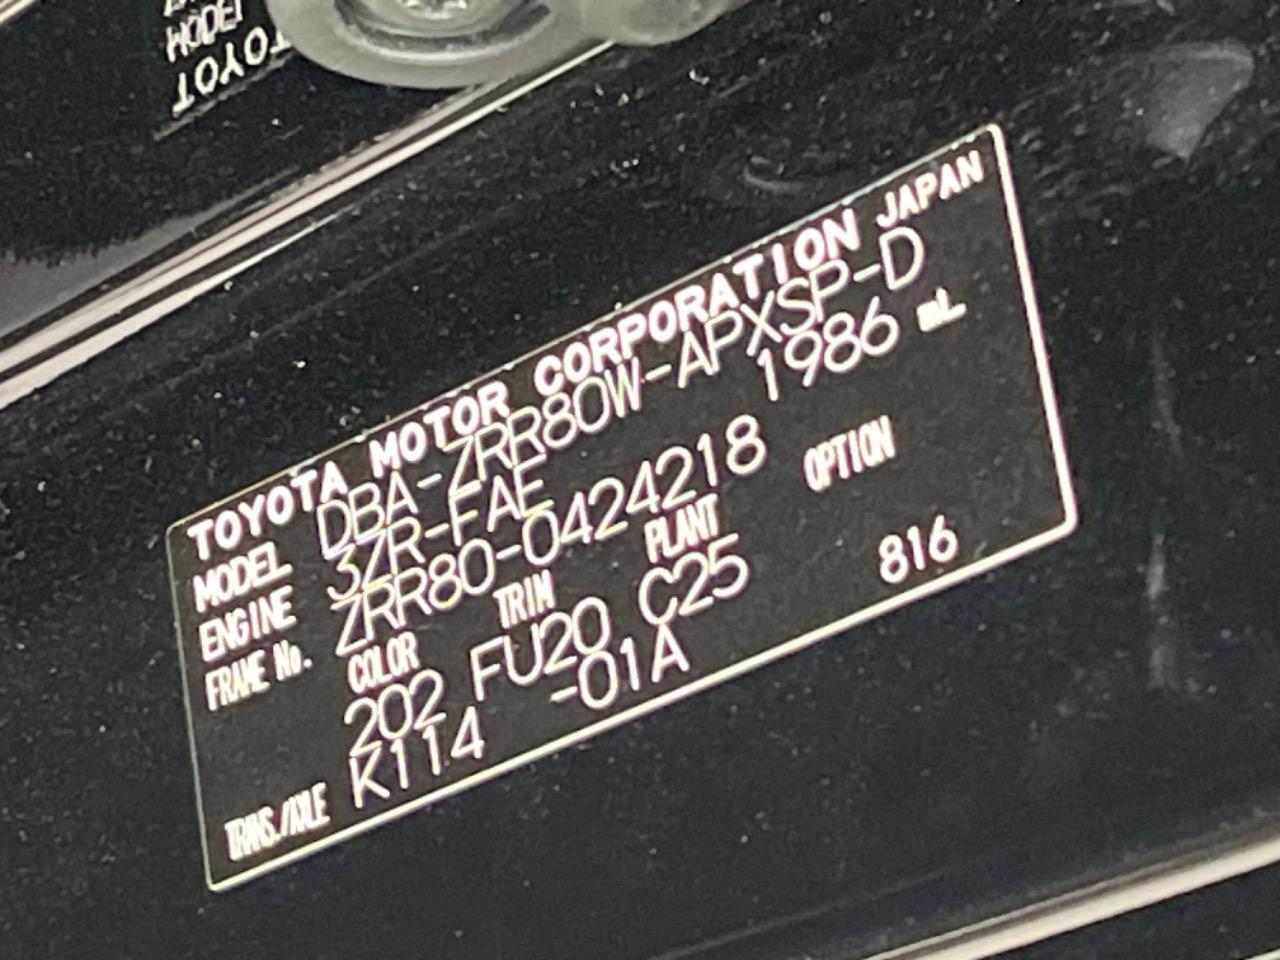 TOYOT
MODEL
TOYOTA MOTOR CORPORATION JAPAN
MODEL DBA-ZRR80W-APXSP-D
ENGINE 3ZR-FAE 1986 mL
FRAME No. ZRR80-0424218
COLOR TRIM PLANT OPTION
202 FU20 C25 816
TRANS./AXLE K114 -01A